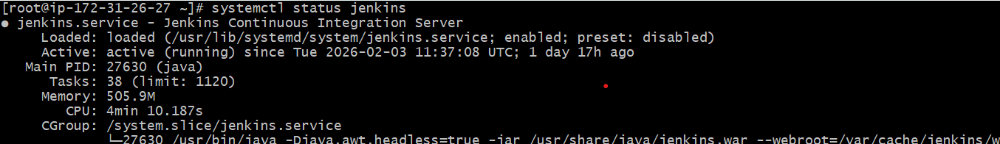 [root@ip-172-31-26-27 ~]# systemctl status jenkins
● jenkins.service - Jenkins Continuous Integration Server
Loaded: loaded (/usr/lib/systemd/system/jenkins.service; enabled; preset: disabled)
Active: active (running) since Tue 2026-02-03 11:37:08 UTC; 1 day 17h ago
Main PID: 27630 (java)
Tasks: 38 (limit: 1120)
Memory: 505.9M
CPU: 4min 10.187s
CGroup: /system.slice/jenkins.service
└─27630 /usr/bin/java -Djava.awt.headless=true -jar /usr/share/java/jenkins.war --webroot=/var/cache/jenkins/w